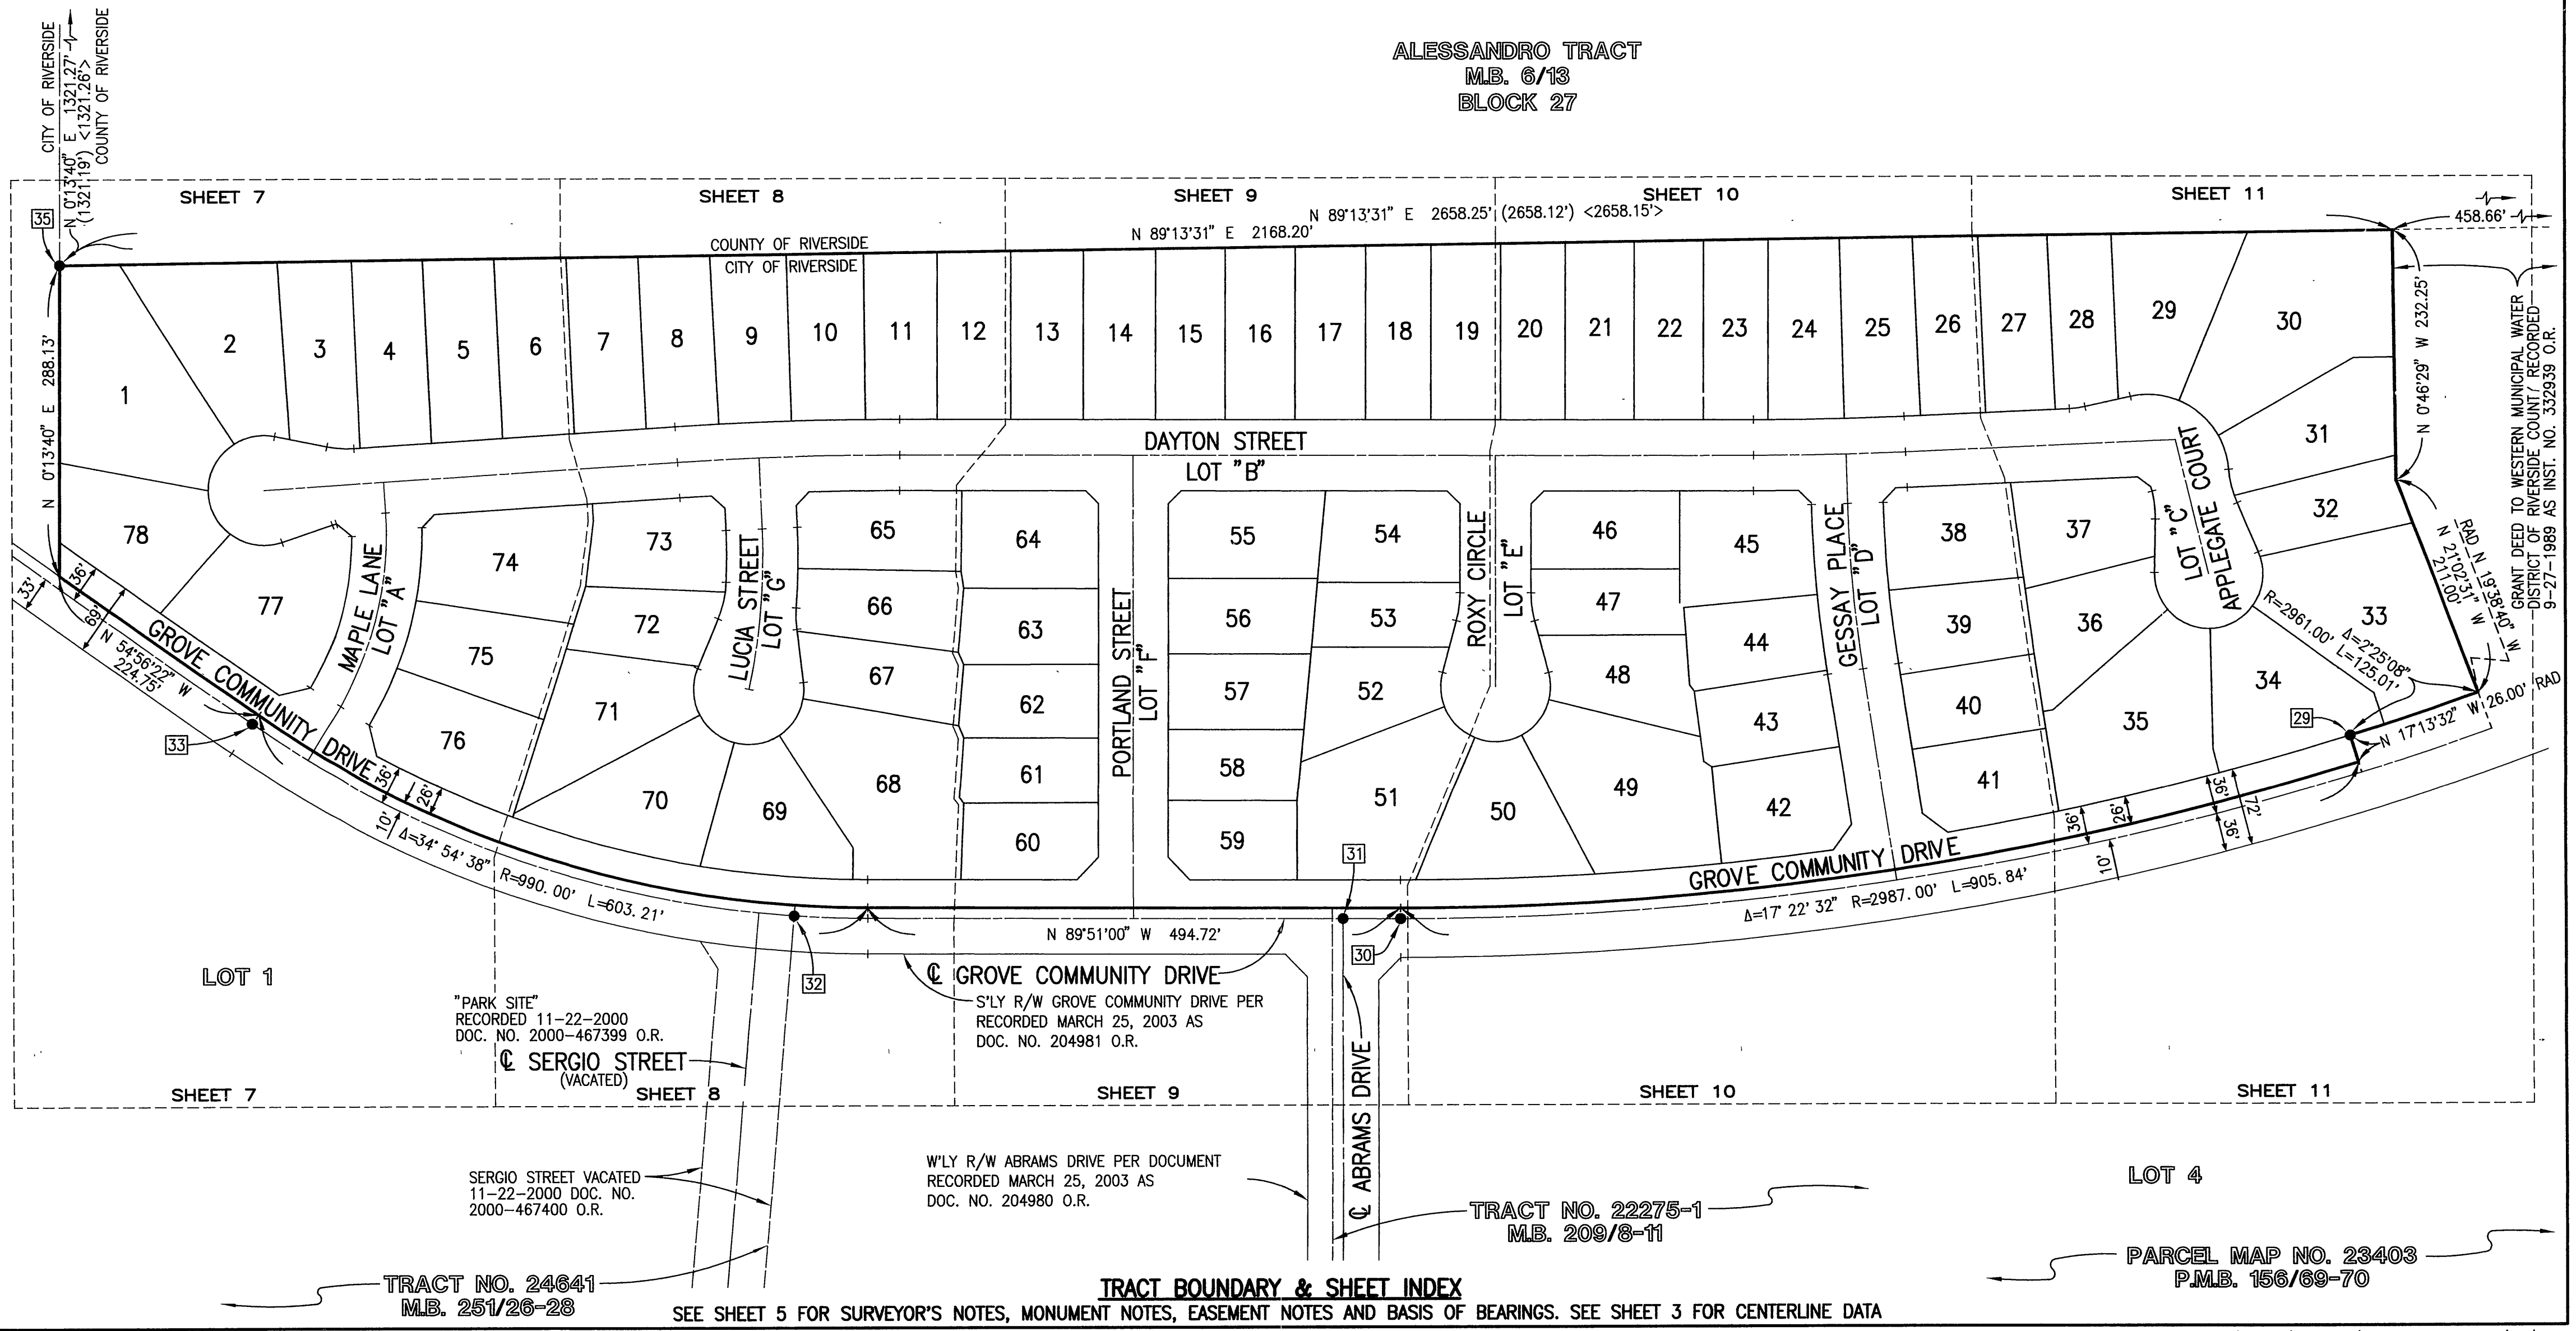 ALESSANDRO TRACT
M.B. 6/13
BLOCK 27
CITY OF RIVERSIDE
N 0°13'40" E 1321.27'
(1321.19') <1321.26'>
COUNTY OF RIVERSIDE
35
SHEET 7
SHEET 8
SHEET 9
SHEET 10
SHEET 11
N 89°13'31" E 2658.25' (2658.12') <2658.15'>
N 89°13'31" E 2168.20'
458.66'
COUNTY OF RIVERSIDE
CITY OF RIVERSIDE
N 0°13'40" E 288.13'
1
2
3
4
5
6
7
8
9
10
11
12
13
14
15
16
17
18
19
20
21
22
23
24
25
26
27
28
29
30
31
32
33
34
35
36
37
38
39
40
41
42
43
44
45
46
47
48
49
50
51
52
53
54
55
56
57
58
59
60
61
62
63
64
65
66
67
68
69
70
71
72
73
74
75
76
77
78
DAYTON STREET
LOT "B"
MAPLE LANE
LOT "A"
LUCIA STREET
LOT "G"
PORTLAND STREET
LOT "F"
ROXY CIRCLE
LOT "E"
GESSAY PLACE
LOT "D"
LOT "C"
APPLEGATE COURT
N 0°46'29" W 232.25'
GRANT DEED TO WESTERN MUNICIPAL WATER
DISTRICT OF RIVERSIDE COUNT/ RECORDED
9-27-1989 AS INST. NO. 332939 O.R.
RAD N 19°38'40" W
N 21°02'31" W
211.00'
R=2961.00'
Δ=2°25'08"
L=125.01'
29
N 17°13'32" W 26.00' RAD
33'
36'
69'
N 54°56'22" W
224.75'
GROVE COMMUNITY DRIVE
33
36'
26'
10'
Δ=34° 54' 38" R=990.00' L=603.21'
32
N 89°51'00" W 494.72'
31
30
GROVE COMMUNITY DRIVE
Δ=17° 22' 32" R=2987.00' L=905.84'
36'
26'
10'
36'
36'
72'
LOT 1
"PARK SITE"
RECORDED 11-22-2000
DOC. NO. 2000-467399 O.R.
℄ SERGIO STREET
(VACATED)
℄ GROVE COMMUNITY DRIVE
S'LY R/W GROVE COMMUNITY DRIVE PER
RECORDED MARCH 25, 2003 AS
DOC. NO. 204981 O.R.
℄ ABRAMS DRIVE
SHEET 7
SHEET 8
SHEET 9
SHEET 10
SHEET 11
SERGIO STREET VACATED
11-22-2000 DOC. NO.
2000-467400 O.R.
W'LY R/W ABRAMS DRIVE PER DOCUMENT
RECORDED MARCH 25, 2003 AS
DOC. NO. 204980 O.R.
LOT 4
TRACT NO. 22275-1
M.B. 209/8-11
PARCEL MAP NO. 23403
P.M.B. 156/69-70
TRACT NO. 24641
M.B. 251/26-28
TRACT BOUNDARY & SHEET INDEX
SEE SHEET 5 FOR SURVEYOR'S NOTES, MONUMENT NOTES, EASEMENT NOTES AND BASIS OF BEARINGS. SEE SHEET 3 FOR CENTERLINE DATA